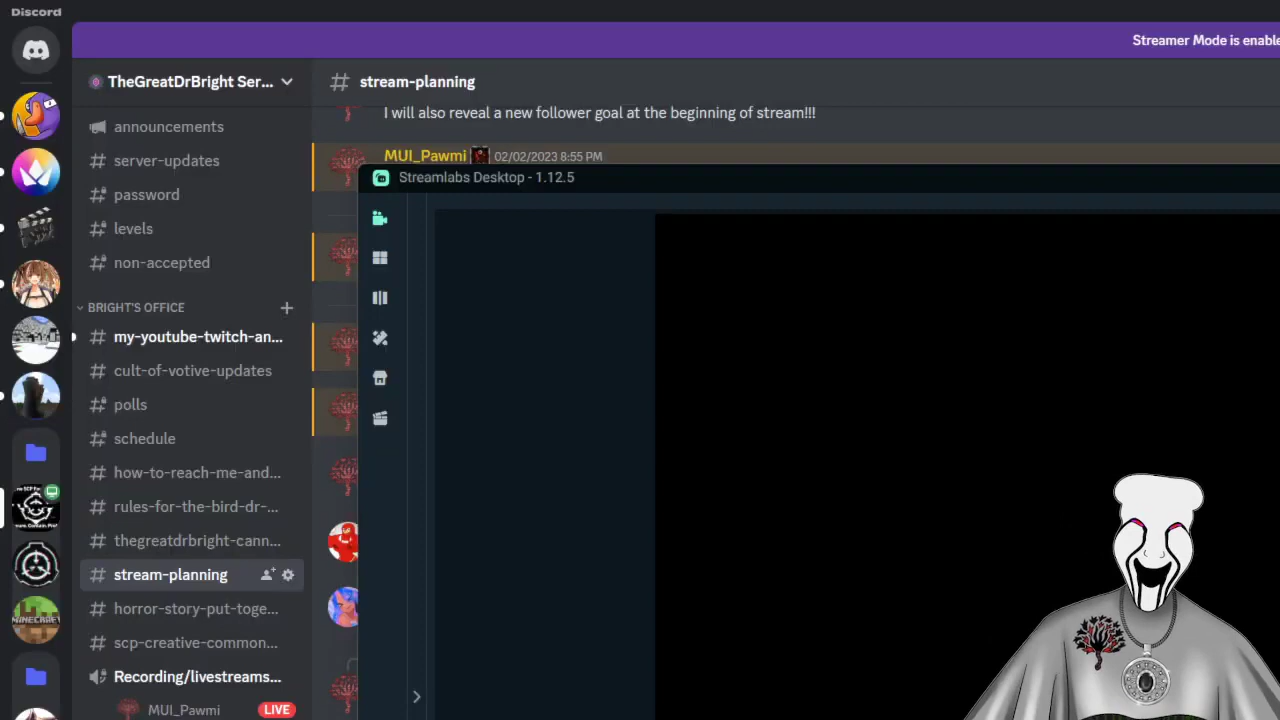 Discord
Streamer Mode is enable
TheGreatDrBright Ser...
stream-planning
announcements
server-updates
password
levels
non-accepted
BRIGHT'S OFFICE
my-youtube-twitch-an...
cult-of-votive-updates
polls
schedule
how-to-reach-me-and...
rules-for-the-bird-dr-...
thegreatdrbright-cann...
stream-planning
horror-story-put-toge...
scp-creative-common...
Recording/livestreams...
MUI_Pawmi LIVE
I will also reveal a new follower goal at the beginning of stream!!!
MUI_Pawmi 02/02/2023 8:55 PM
Streamlabs Desktop - 1.12.5
MINECRAFT